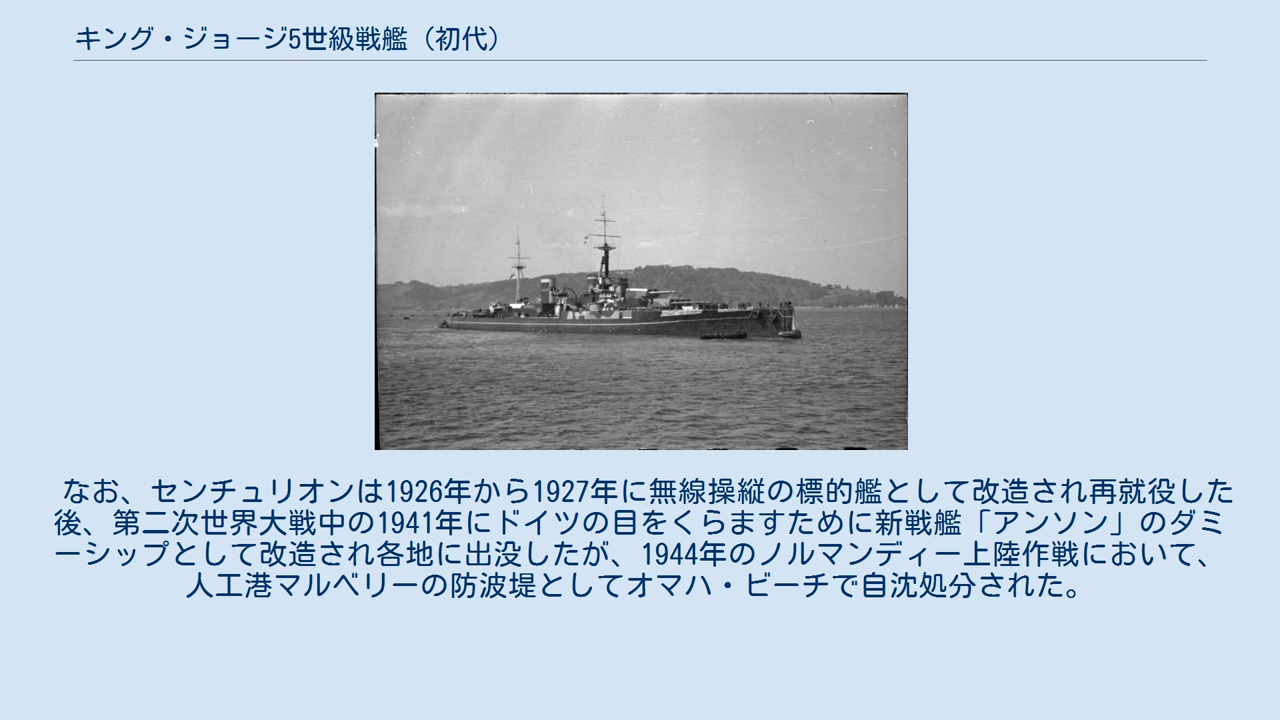 キング・ジョージ5世級戦艦（初代）
なお、センチュリオンは1926年から1927年に無線操縦の標的艦として改造され再就役した
後、第二次世界大戦中の1941年にドイツの目をくらますために新戦艦「アンソン」のダミ
ーシップとして改造され各地に出没したが、1944年のノルマンディー上陸作戦において、
人工港マルベリーの防波堤としてオマハ・ビーチで自沈処分された。